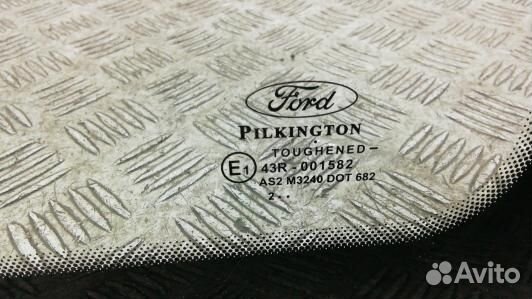 Ford
PILKINGTON
TOUGHENED
E1 43R - 001582
AS2 M3240 DOT 682
2 . .
Avito